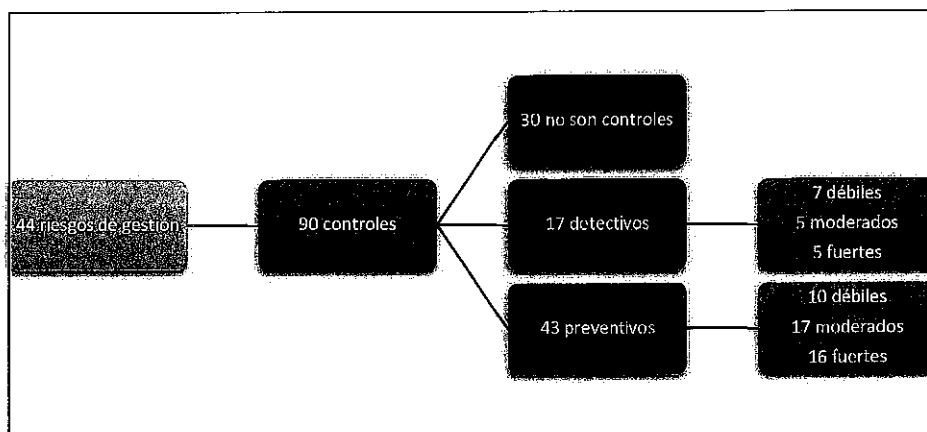 44 riesgos de gestión
90 controles
30 no son controles
17 detectivos
7 débiles
5 moderados
5 fuertes
43 preventivos
10 débiles
17 moderados
16 fuertes